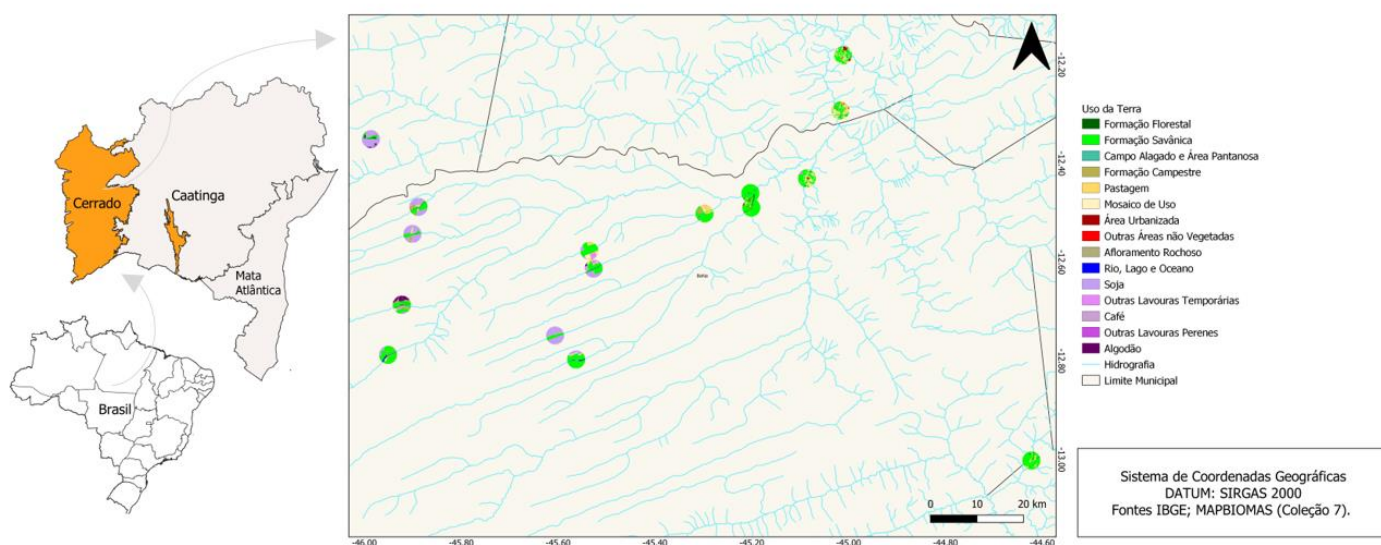 Cerrado
Caatinga
Mata
Atlântica
Brasil
-12.20
-12.40
-12.60
-12.80
-13.00
0 10 20 km
-46.00 -45.80 -45.60 -45.40 -45.20 -45.00 -44.80 -44.60
Uso da Terra
Formação Florestal
Formação Savânica
Campo Alagado e Área Pantanosa
Formação Campestre
Pastagem
Mosaico de Uso
Área Urbanizada
Outras Áreas não Vegetadas
Afloramento Rochoso
Rio, Lago e Oceano
Soja
Outras Lavouras Temporárias
Café
Outras Lavouras Perenes
Algodão
Hidrografia
Limite Municipal
Sistema de Coordenadas Geográficas
DATUM: SIRGAS 2000
Fontes IBGE; MAPBIOMAS (Coleção 7).